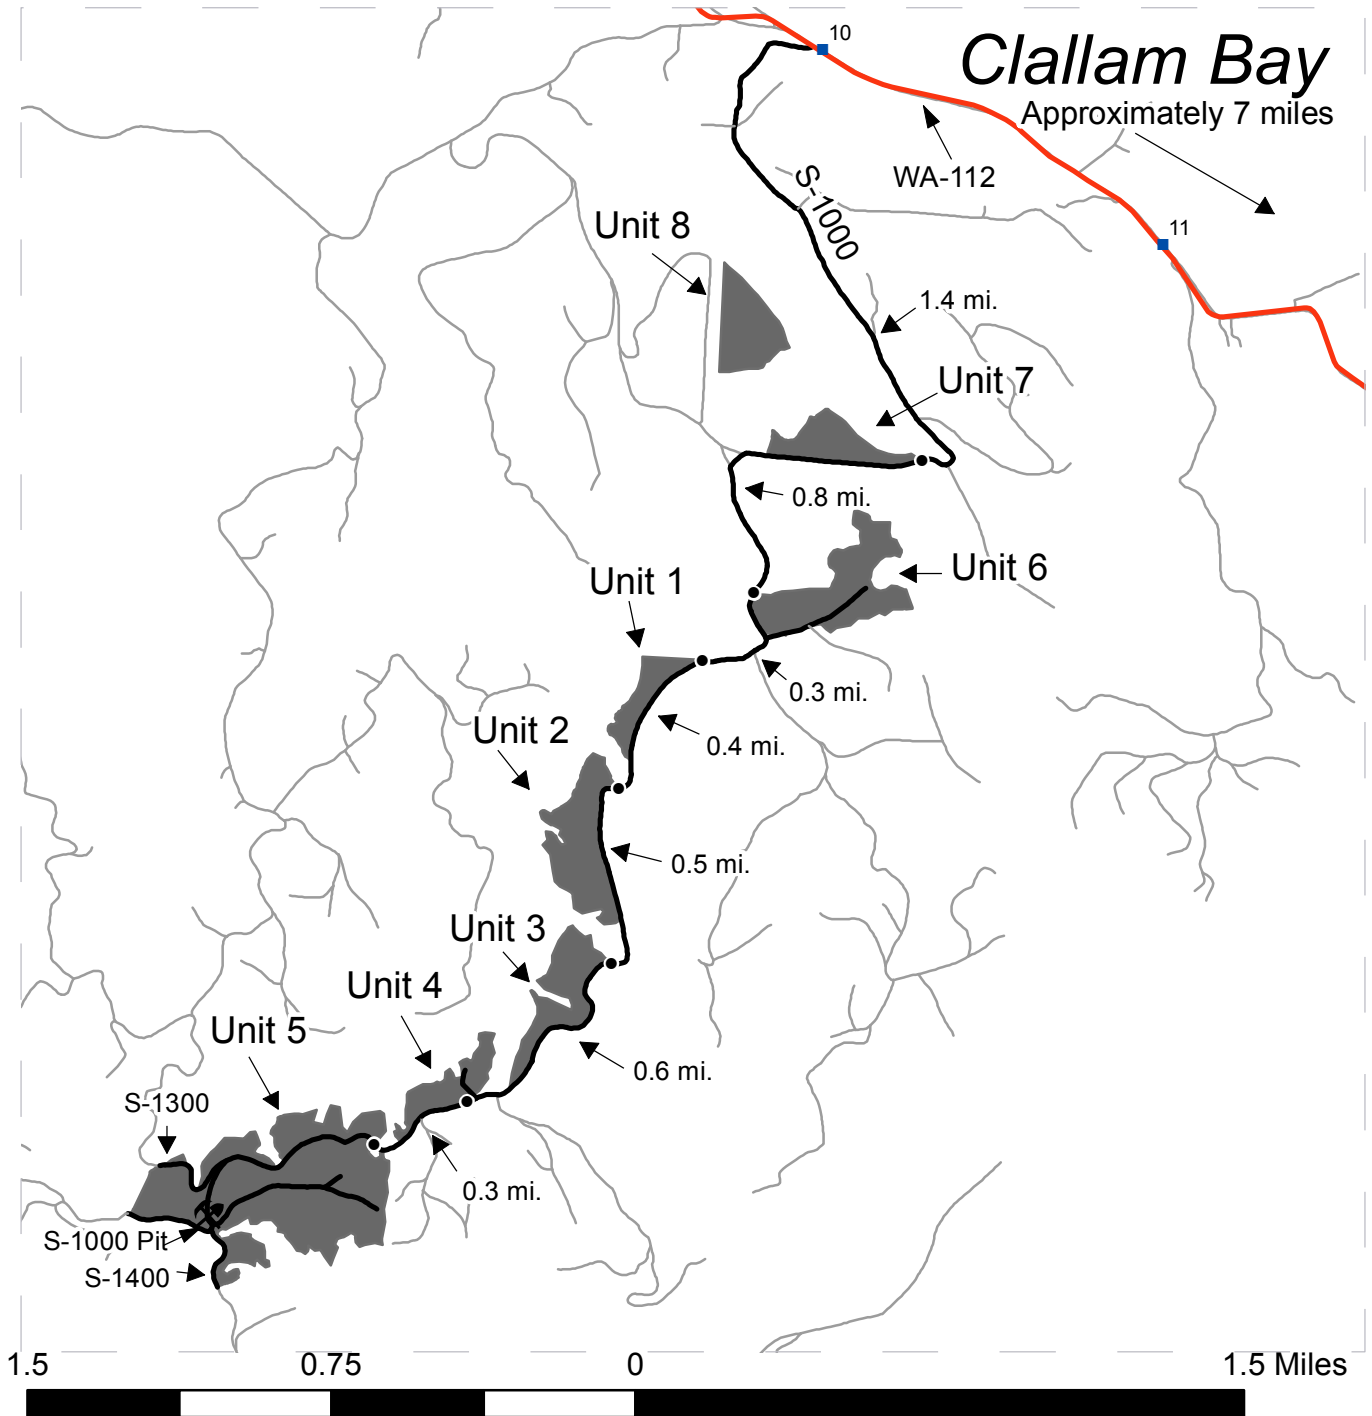 10
Clallam Bay
Approximately 7 miles
WA-112
S-1000
Unit 8
11
1.4 mi.
Unit 7
0.8 mi.
Unit 6
Unit 1
0.3 mi.
Unit 2
0.4 mi.
0.5 mi.
Unit 3
Unit 4
Unit 5
0.6 mi.
S-1300
0.3 mi.
S-1000 Pit
S-1400
1.5 0.75 0 1.5 Miles